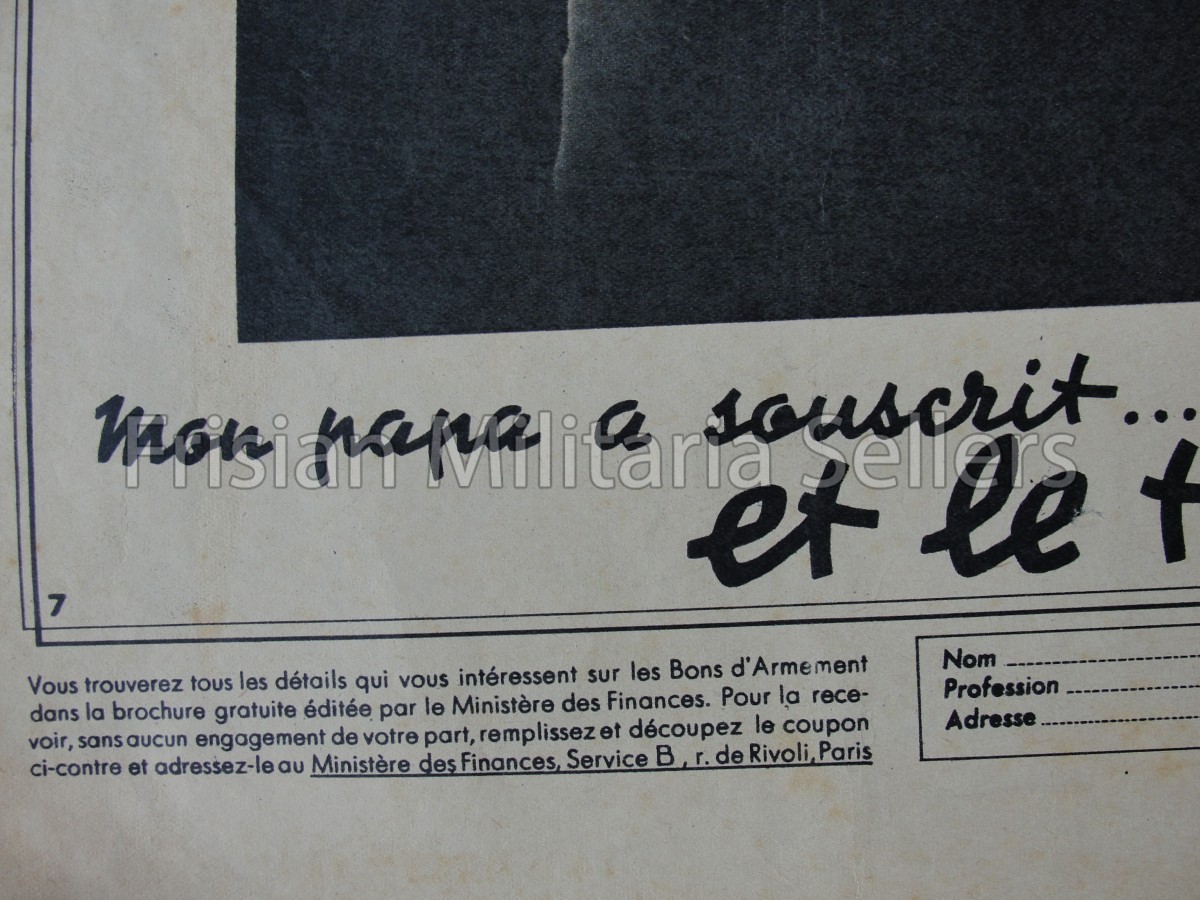 mon papa a souscrit...
Frisian Militaria Sellers
et le
7
Vous trouverez tous les détails qui vous intéressent sur les Bons d'Armement
dans la brochure gratuite éditée par le Ministère des Finances. Pour la rece-
voir, sans aucun engagement de votre part, remplissez et découpez le coupon
ci-contre et adressez-le au Ministère des Finances, Service B, r. de Rivoli, Paris
Nom
Profession
Adresse